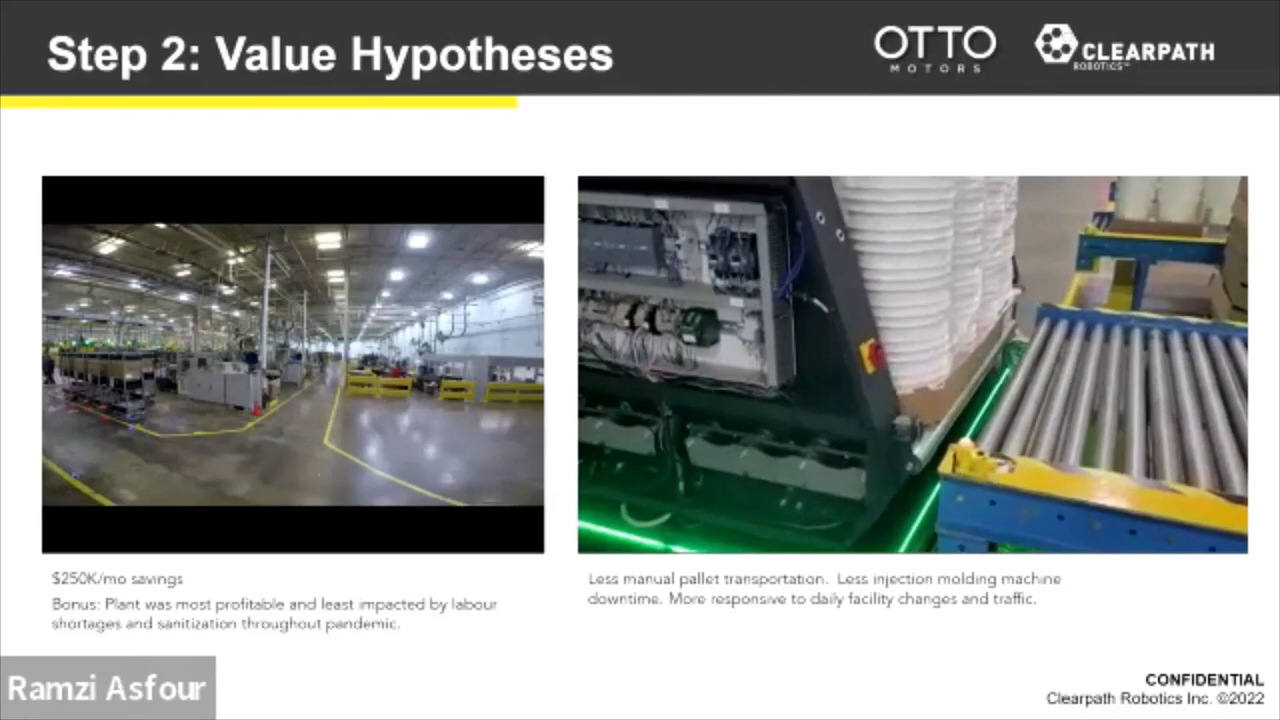 Step 2: Value Hypotheses
OTTO
MOTORS
CLEARPATH
ROBOTICS™
$250K/mo savings
Bonus: Plant was most profitable and least impacted by labour
shortages and sanitization throughout pandemic.
Less manual pallet transportation. Less injection molding machine
downtime. More responsive to daily facility changes and traffic.
Ramzi Asfour
CONFIDENTIAL
Clearpath Robotics Inc. ©2022